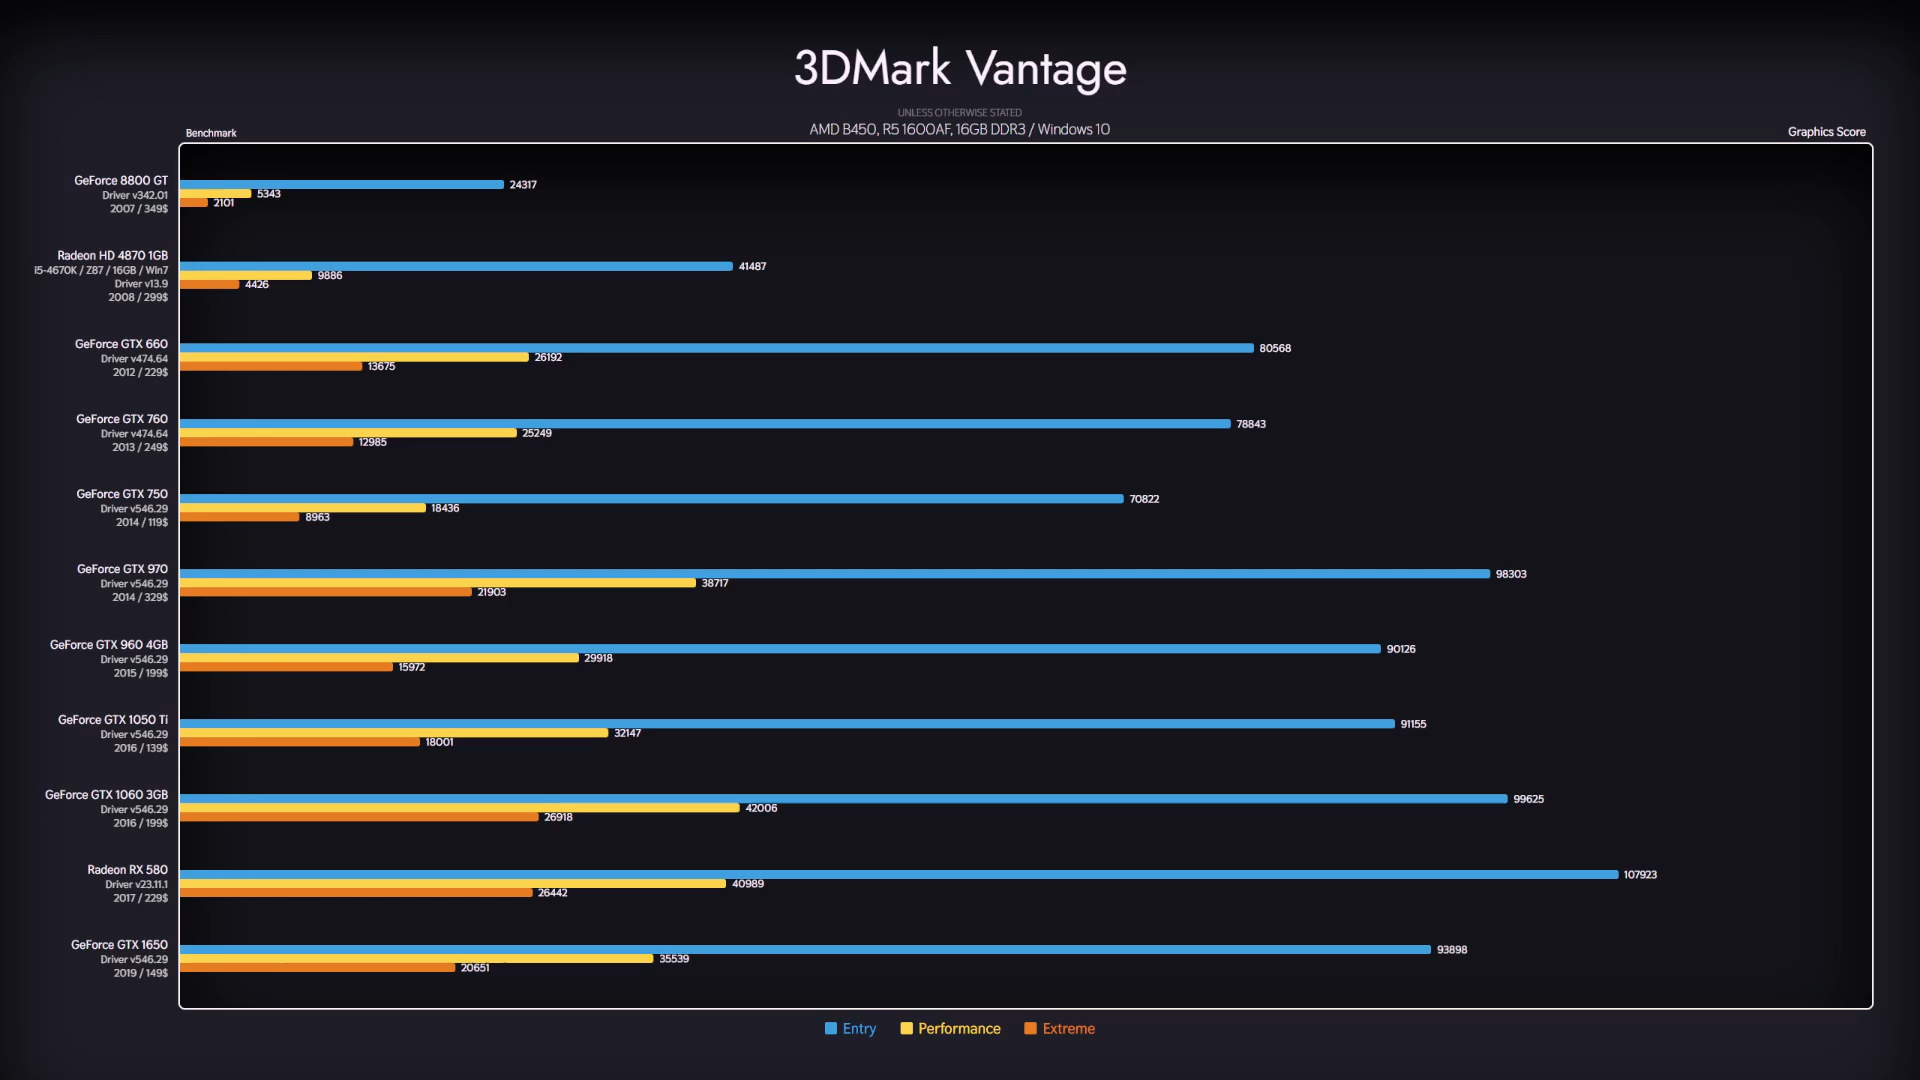 3DMark Vantage
UNLESS OTHERWISE STATED
AMD B450, R5 1600AF, 16GB DDR3 / Windows 10
Benchmark
Graphics Score
GeForce 8800 GT
Driver v342.01
2007 / 349$
24317
5343
2101
Radeon HD 4870 1GB
i5-4670K / Z87 / 16GB / Win7
Driver v13.9
2008 / 299$
41487
9886
4426
GeForce GTX 660
Driver v474.64
2012 / 229$
80568
26192
13675
GeForce GTX 760
Driver v474.64
2013 / 249$
78843
25249
12985
GeForce GTX 750
Driver v546.29
2014 / 119$
70822
18436
8963
GeForce GTX 970
Driver v546.29
2014 / 329$
98303
38717
21903
GeForce GTX 960 4GB
Driver v546.29
2015 / 199$
90126
29918
15972
GeForce GTX 1050 Ti
Driver v546.29
2016 / 139$
91155
32147
18001
GeForce GTX 1060 3GB
Driver v546.29
2016 / 199$
99625
42006
26918
Radeon RX 580
Driver v23.11.1
2017 / 229$
107923
40989
26442
GeForce GTX 1650
Driver v546.29
2019 / 149$
93898
35539
20651
Entry
Performance
Extreme